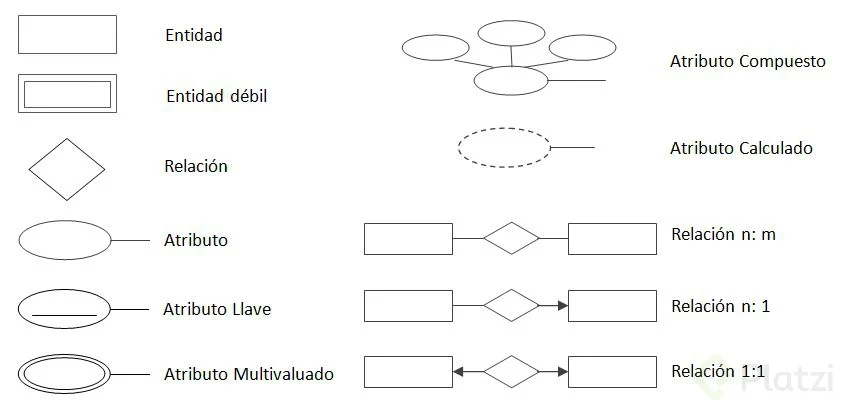 Entidad
Entidad débil
Relación
Atributo
Atributo Llave
Atributo Multivaluado
Atributo Compuesto
Atributo Calculado
Relación n: m
Relación n: 1
Relación 1:1
Platzi